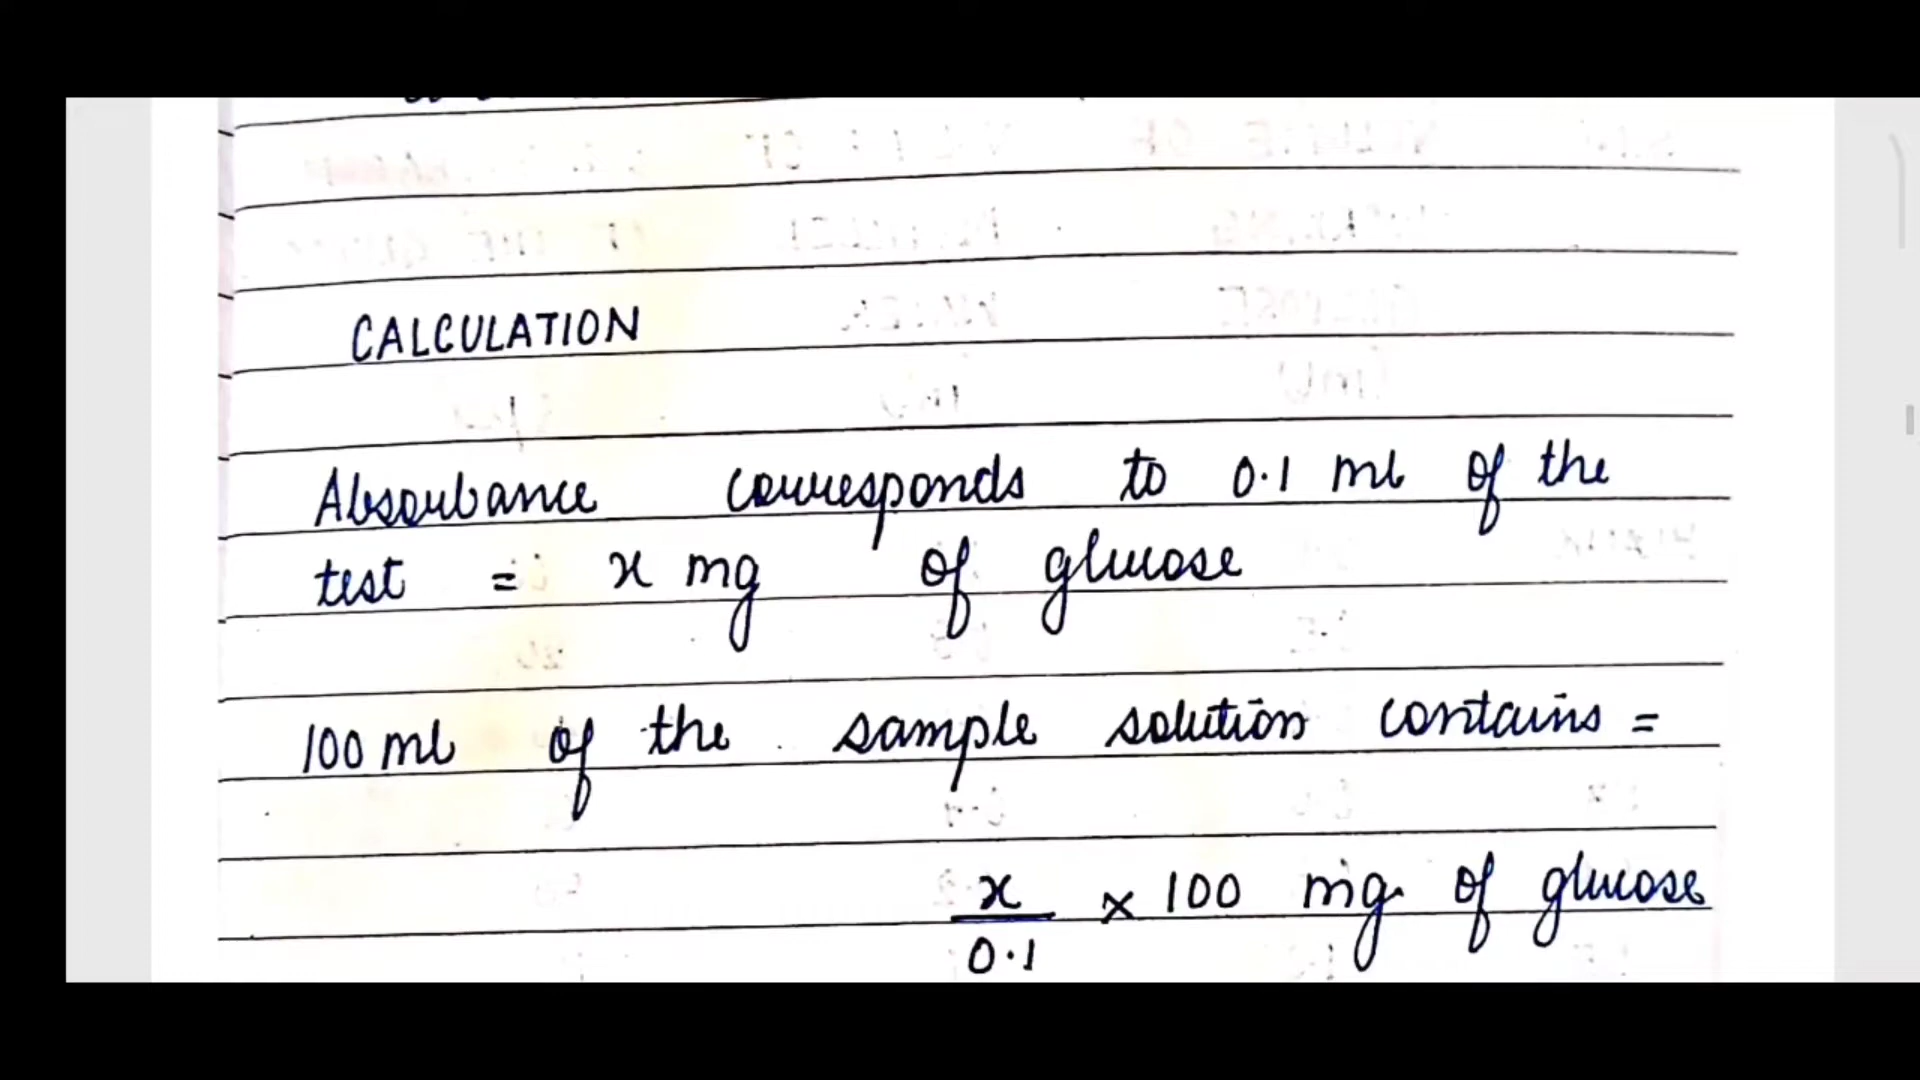 CALCULATION
Absorbance corresponds to 0.1 ml of the
test = x mg of glucose
100 ml of the sample solution contains =
x
— × 100 mg of glucose
0.1